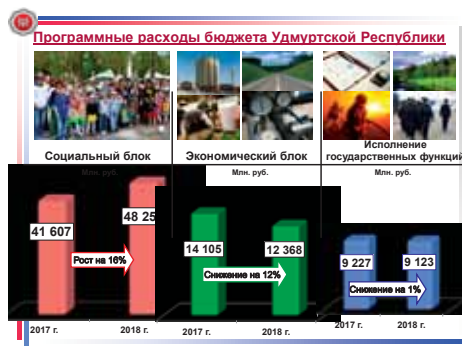 Программные расходы бюджета Удмуртской Республики
Социальный блок
Экономический блок
Исполнение
государственных функций
Млн. руб.
Млн. руб.
Млн. руб.
41 607
48 25
Рост на 16%
2017 г.
2018 г.
14 105
12 368
Снижение на 12%
2017 г.
2018 г.
9 227
9 123
Снижение на 1%
2017 г.
2018 г.